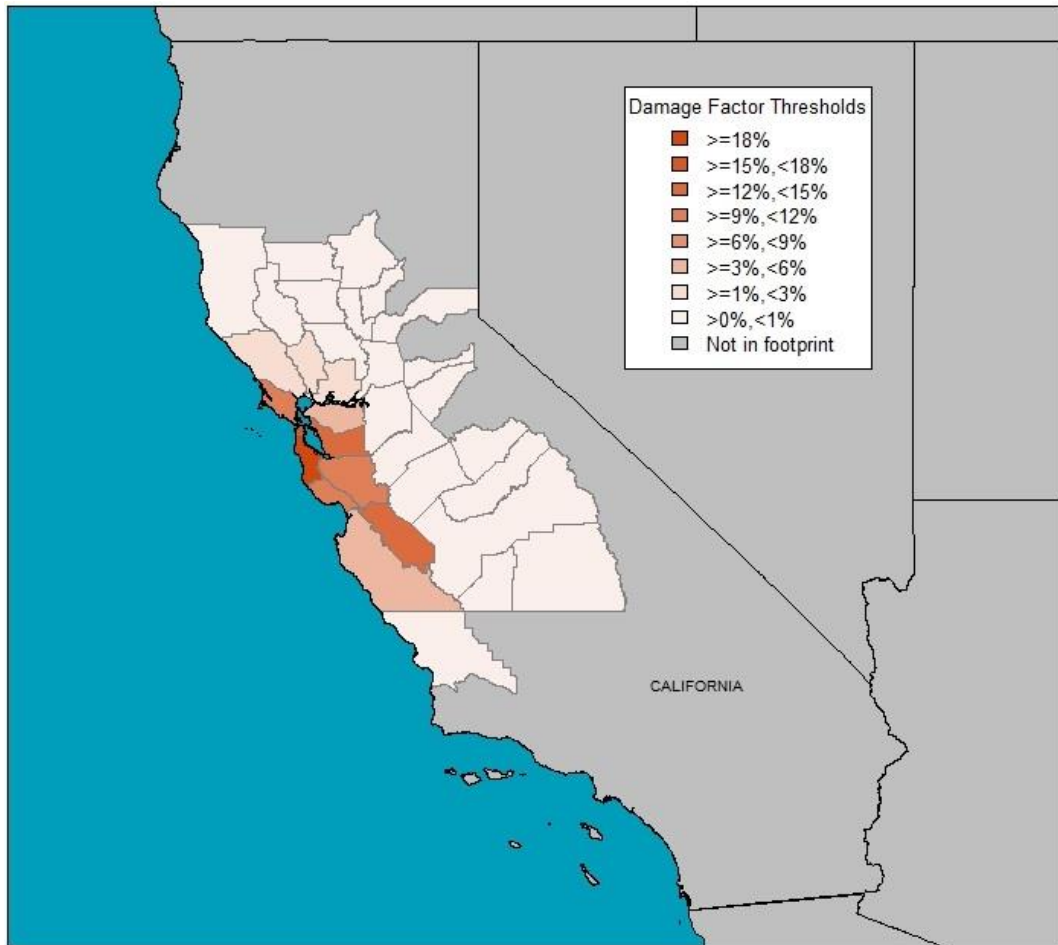 Damage Factor Thresholds
>=18%
>=15%,<18%
>=12%,<15%
>=9%,<12%
>=6%,<9%
>=3%,<6%
>=1%,<3%
>0%,<1%
Not in footprint
CALIFORNIA